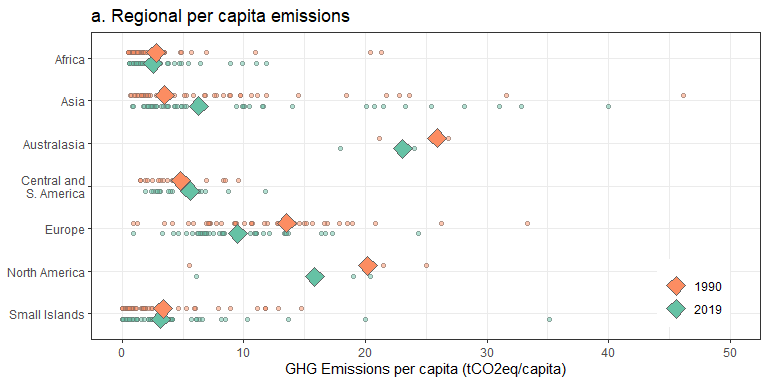 a. Regional per capita emissions
Africa
Asia
Australasia
Central and
S. America
Europe
North America
Small Islands
1990
2019
0 10 20 30 40 50
GHG Emissions per capita (tCO2eq/capita)